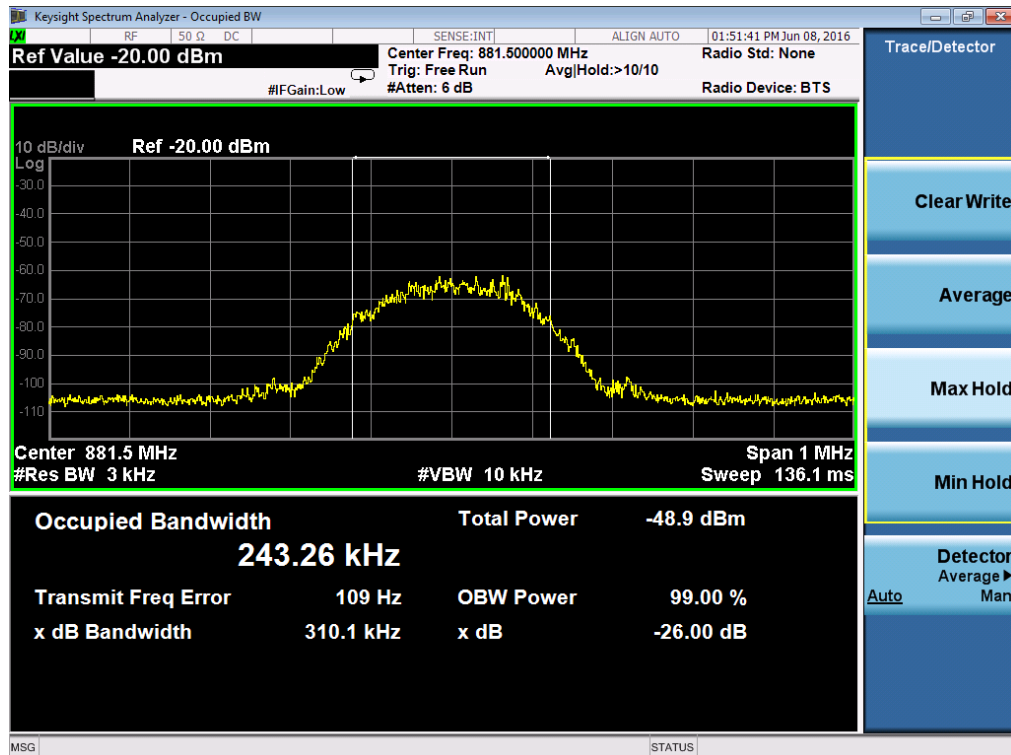 Keysight Spectrum Analyzer - Occupied BW
LXI RF 50 Ω DC SENSE:INT ALIGN AUTO 01:51:41 PM Jun 08, 2016
Ref Value -20.00 dBm
Center Freq: 881.500000 MHz
Radio Std: None
Trig: Free Run
Avg|Hold:>10/10
#IFGain:Low
#Atten: 6 dB
Radio Device: BTS
10 dB/div
Ref -20.00 dBm
Log
-30.0
-40.0
-50.0
-60.0
-70.0
-80.0
-90.0
-100
-110
Center 881.5 MHz
Span 1 MHz
#Res BW 3 kHz
#VBW 10 kHz
Sweep 136.1 ms
Occupied Bandwidth
243.26 kHz
Total Power -48.9 dBm
Transmit Freq Error 109 Hz
OBW Power 99.00 %
x dB Bandwidth 310.1 kHz
x dB -26.00 dB
Trace/Detector
Clear Write
Average
Max Hold
Min Hold
Detector
Average
Auto Man
MSG
STATUS